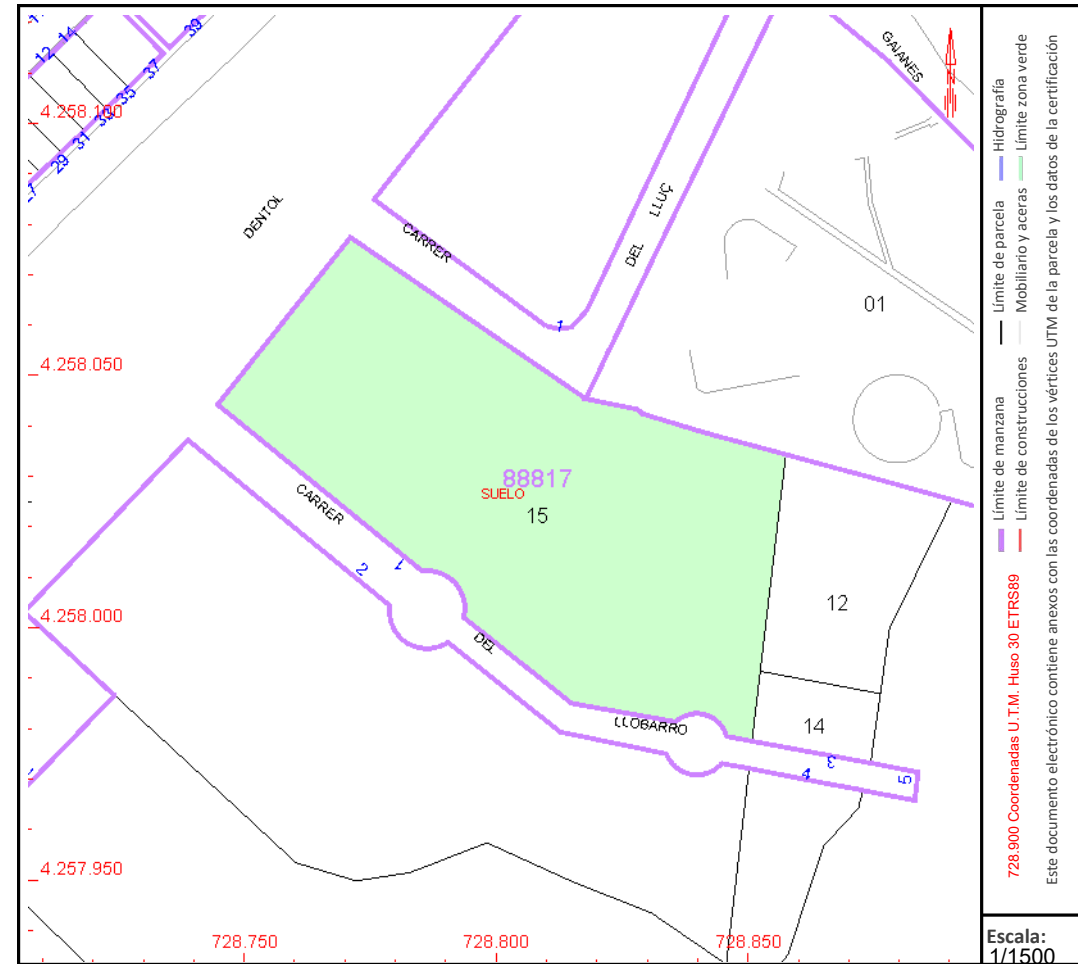 12
14
39
37
35
33
31
29
27
4.258.100
DENTOL
CARRER
DEL
LLUÇ
GAIANES
01
1
4.258.050
88817
SUELO
15
CARRER
1
2
DEL
LLOBARRO
4.258.000
12
14
3
4
5
4.257.950
728.750
728.800
728.850
728.900 Coordenadas U.T.M. Huso 30 ETRS89
Límite de manzana
Límite de parcela
Hidrografía
Límite de construcciones
Mobiliario y aceras
Límite zona verde
Este documento electrónico contiene anexos con las coordenadas de los vértices UTM de la parcela y los datos de la certificación
Escala:
1/1500